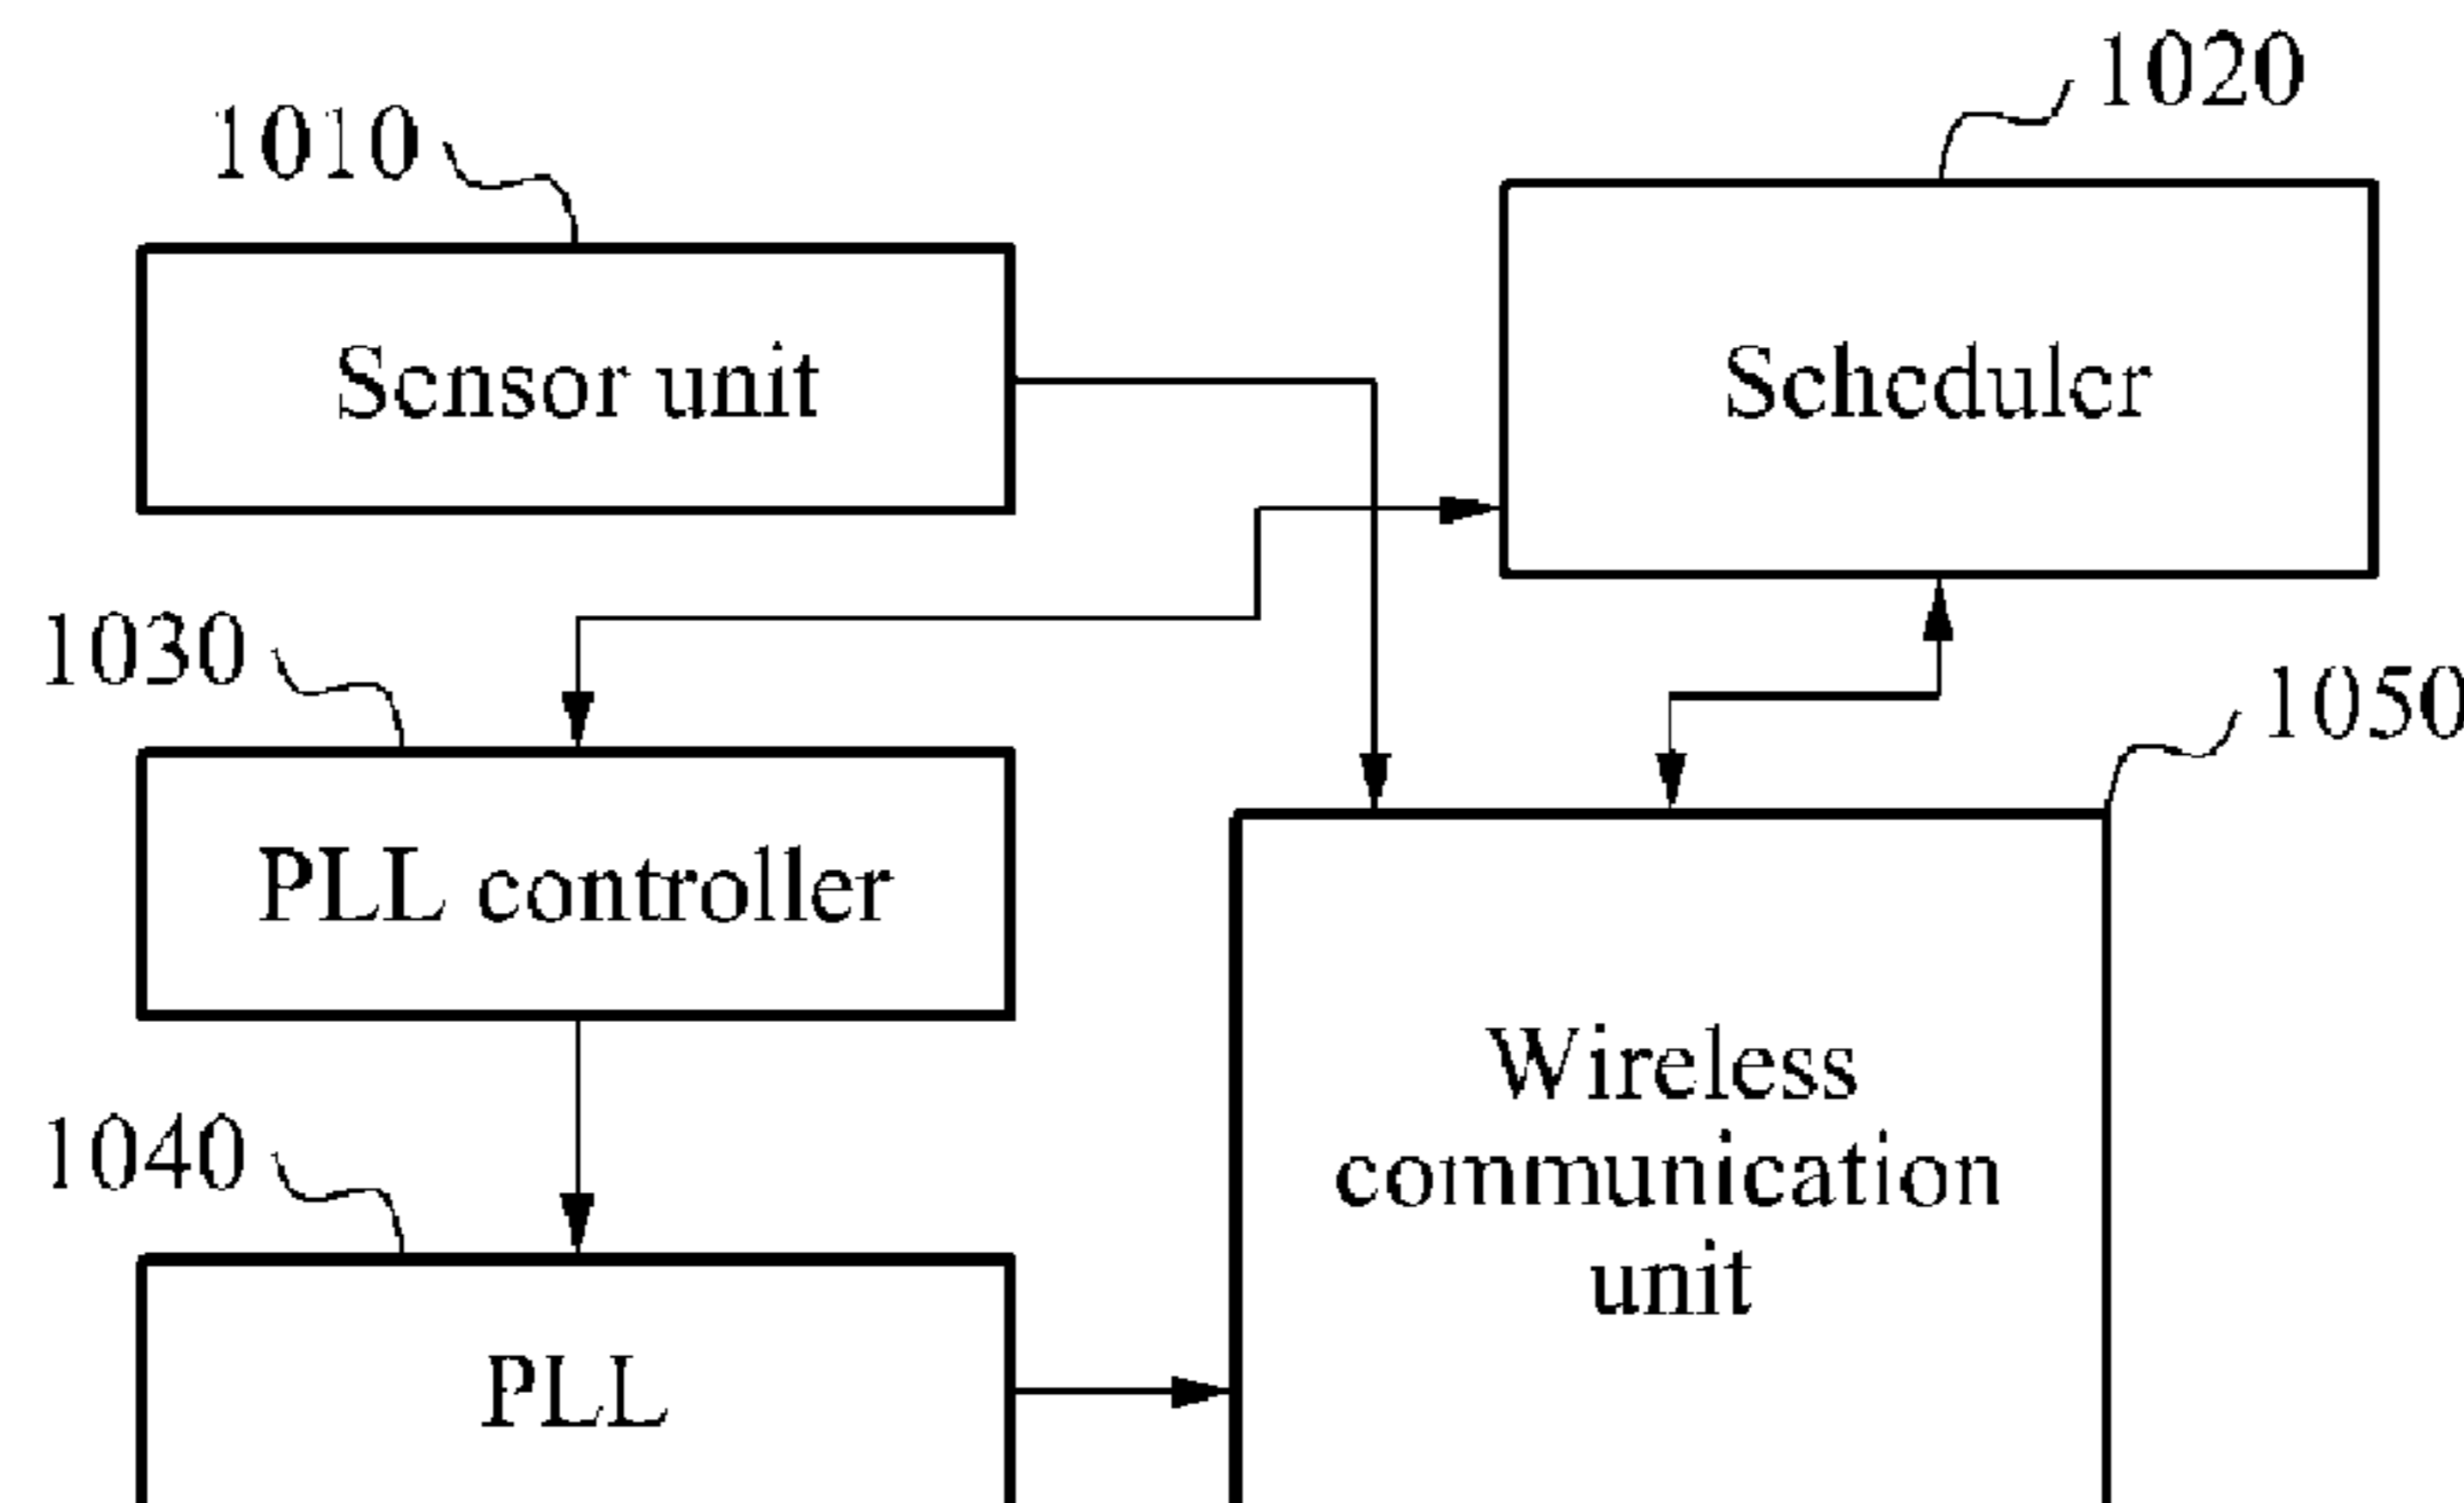 1020
1010
Sensor unit
Scheduler
1030
1050
PLL controller
Wireless
communication
unit
1040
PLL